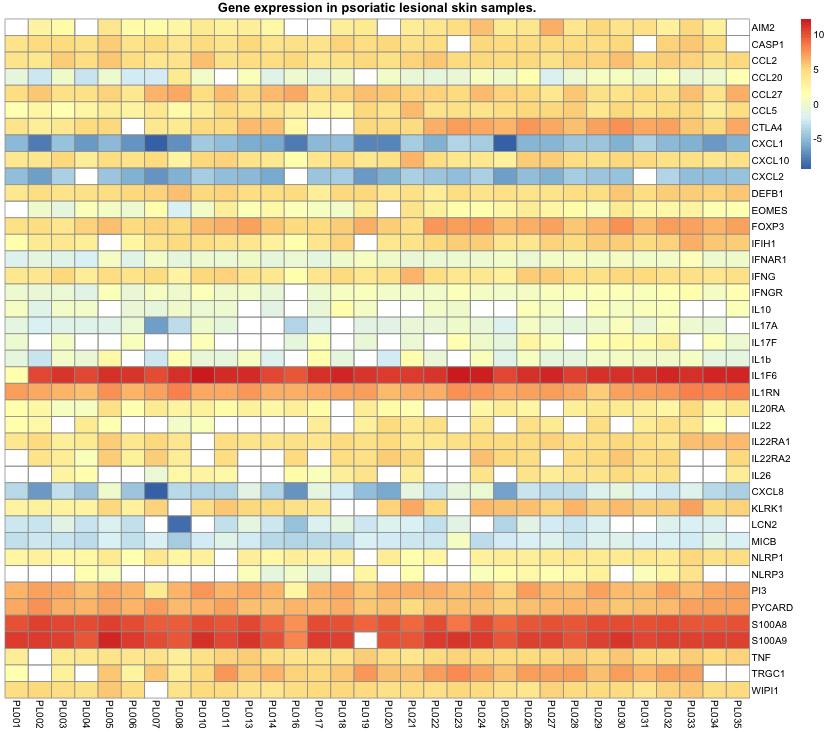 Gene expression in psoriatic lesional skin samples.
AIM2
CASP1
CCL2
CCL20
CCL27
CCL5
CTLA4
CXCL1
CXCL10
CXCL2
DEFB1
EOMES
FOXP3
IFIH1
IFNAR1
IFNG
IFNGR
IL10
IL17A
IL17F
IL1b
IL1F6
IL1RN
IL20RA
IL22
IL22RA1
IL22RA2
IL26
CXCL8
KLRK1
LCN2
MICB
NLRP1
NLRP3
PI3
PYCARD
S100A8
S100A9
TNF
TRGC1
WIPI1
10
5
0
-5
PL001
PL002
PL003
PL004
PL005
PL006
PL007
PL008
PL010
PL011
PL013
PL014
PL016
PL017
PL018
PL019
PL020
PL021
PL022
PL023
PL024
PL025
PL026
PL027
PL028
PL029
PL030
PL031
PL032
PL033
PL034
PL035